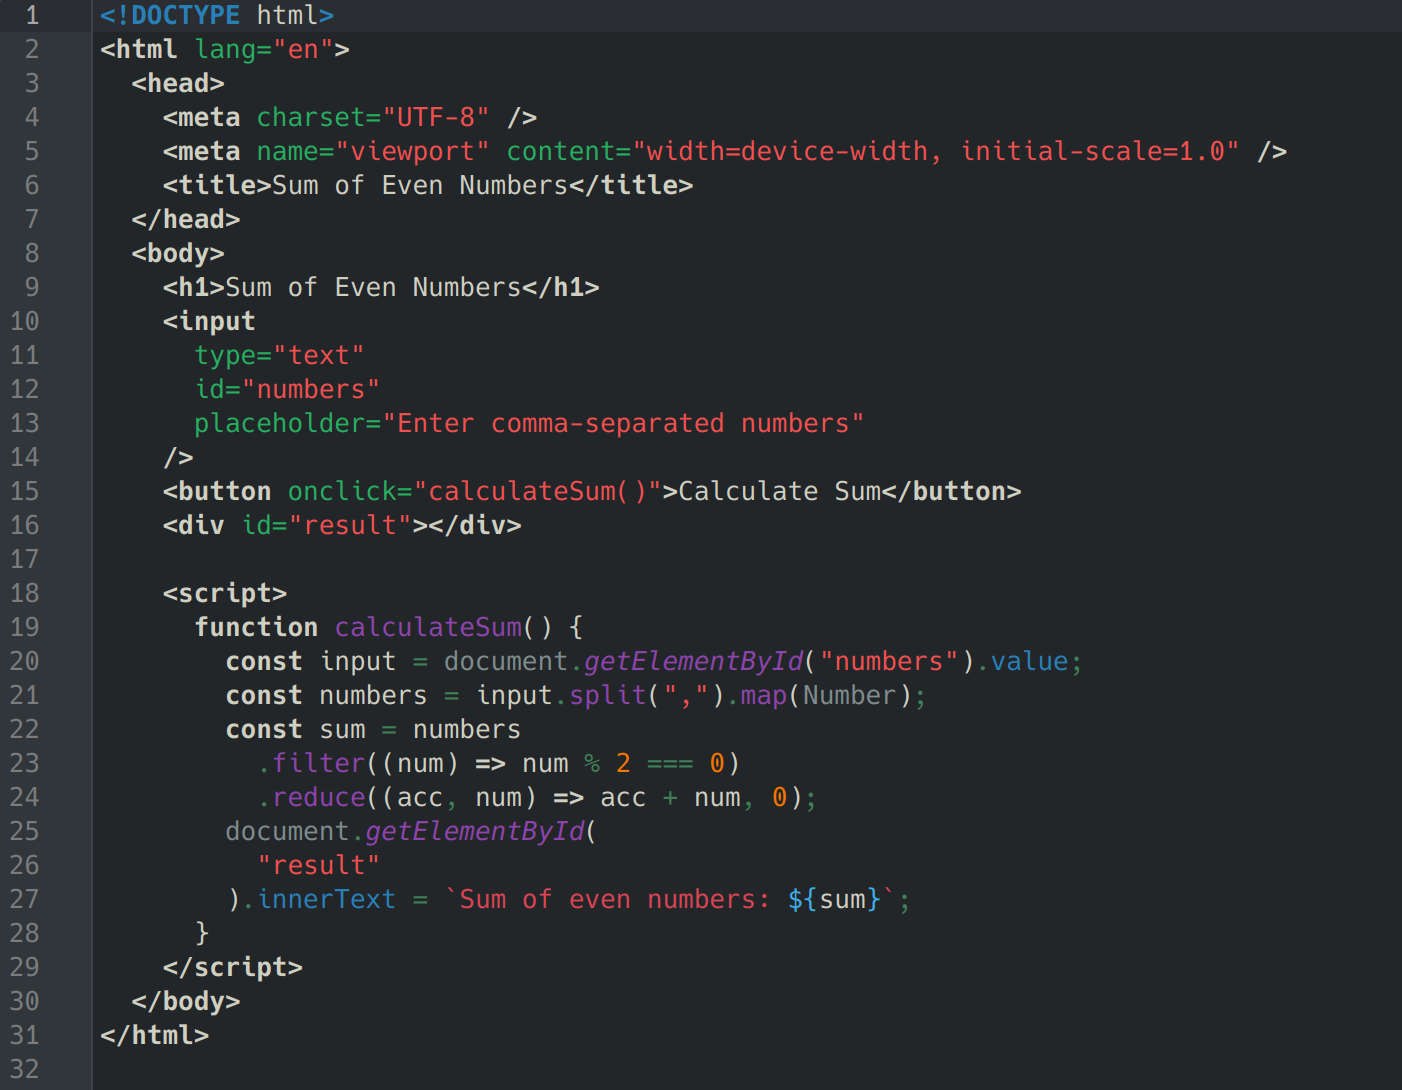 1 <!DOCTYPE html>
2 <html lang="en">
3   <head>
4     <meta charset="UTF-8" />
5     <meta name="viewport" content="width=device-width, initial-scale=1.0" />
6     <title>Sum of Even Numbers</title>
7   </head>
8   <body>
9     <h1>Sum of Even Numbers</h1>
10     <input
11       type="text"
12       id="numbers"
13       placeholder="Enter comma-separated numbers"
14     />
15     <button onclick="calculateSum()">Calculate Sum</button>
16     <div id="result"></div>
17
18     <script>
19       function calculateSum() {
20         const input = document.getElementById("numbers").value;
21         const numbers = input.split(",").map(Number);
22         const sum = numbers
23           .filter((num) => num % 2 === 0)
24           .reduce((acc, num) => acc + num, 0);
25         document.getElementById(
26           "result"
27         ).innerText = `Sum of even numbers: ${sum}`;
28       }
29     </script>
30   </body>
31 </html>
32